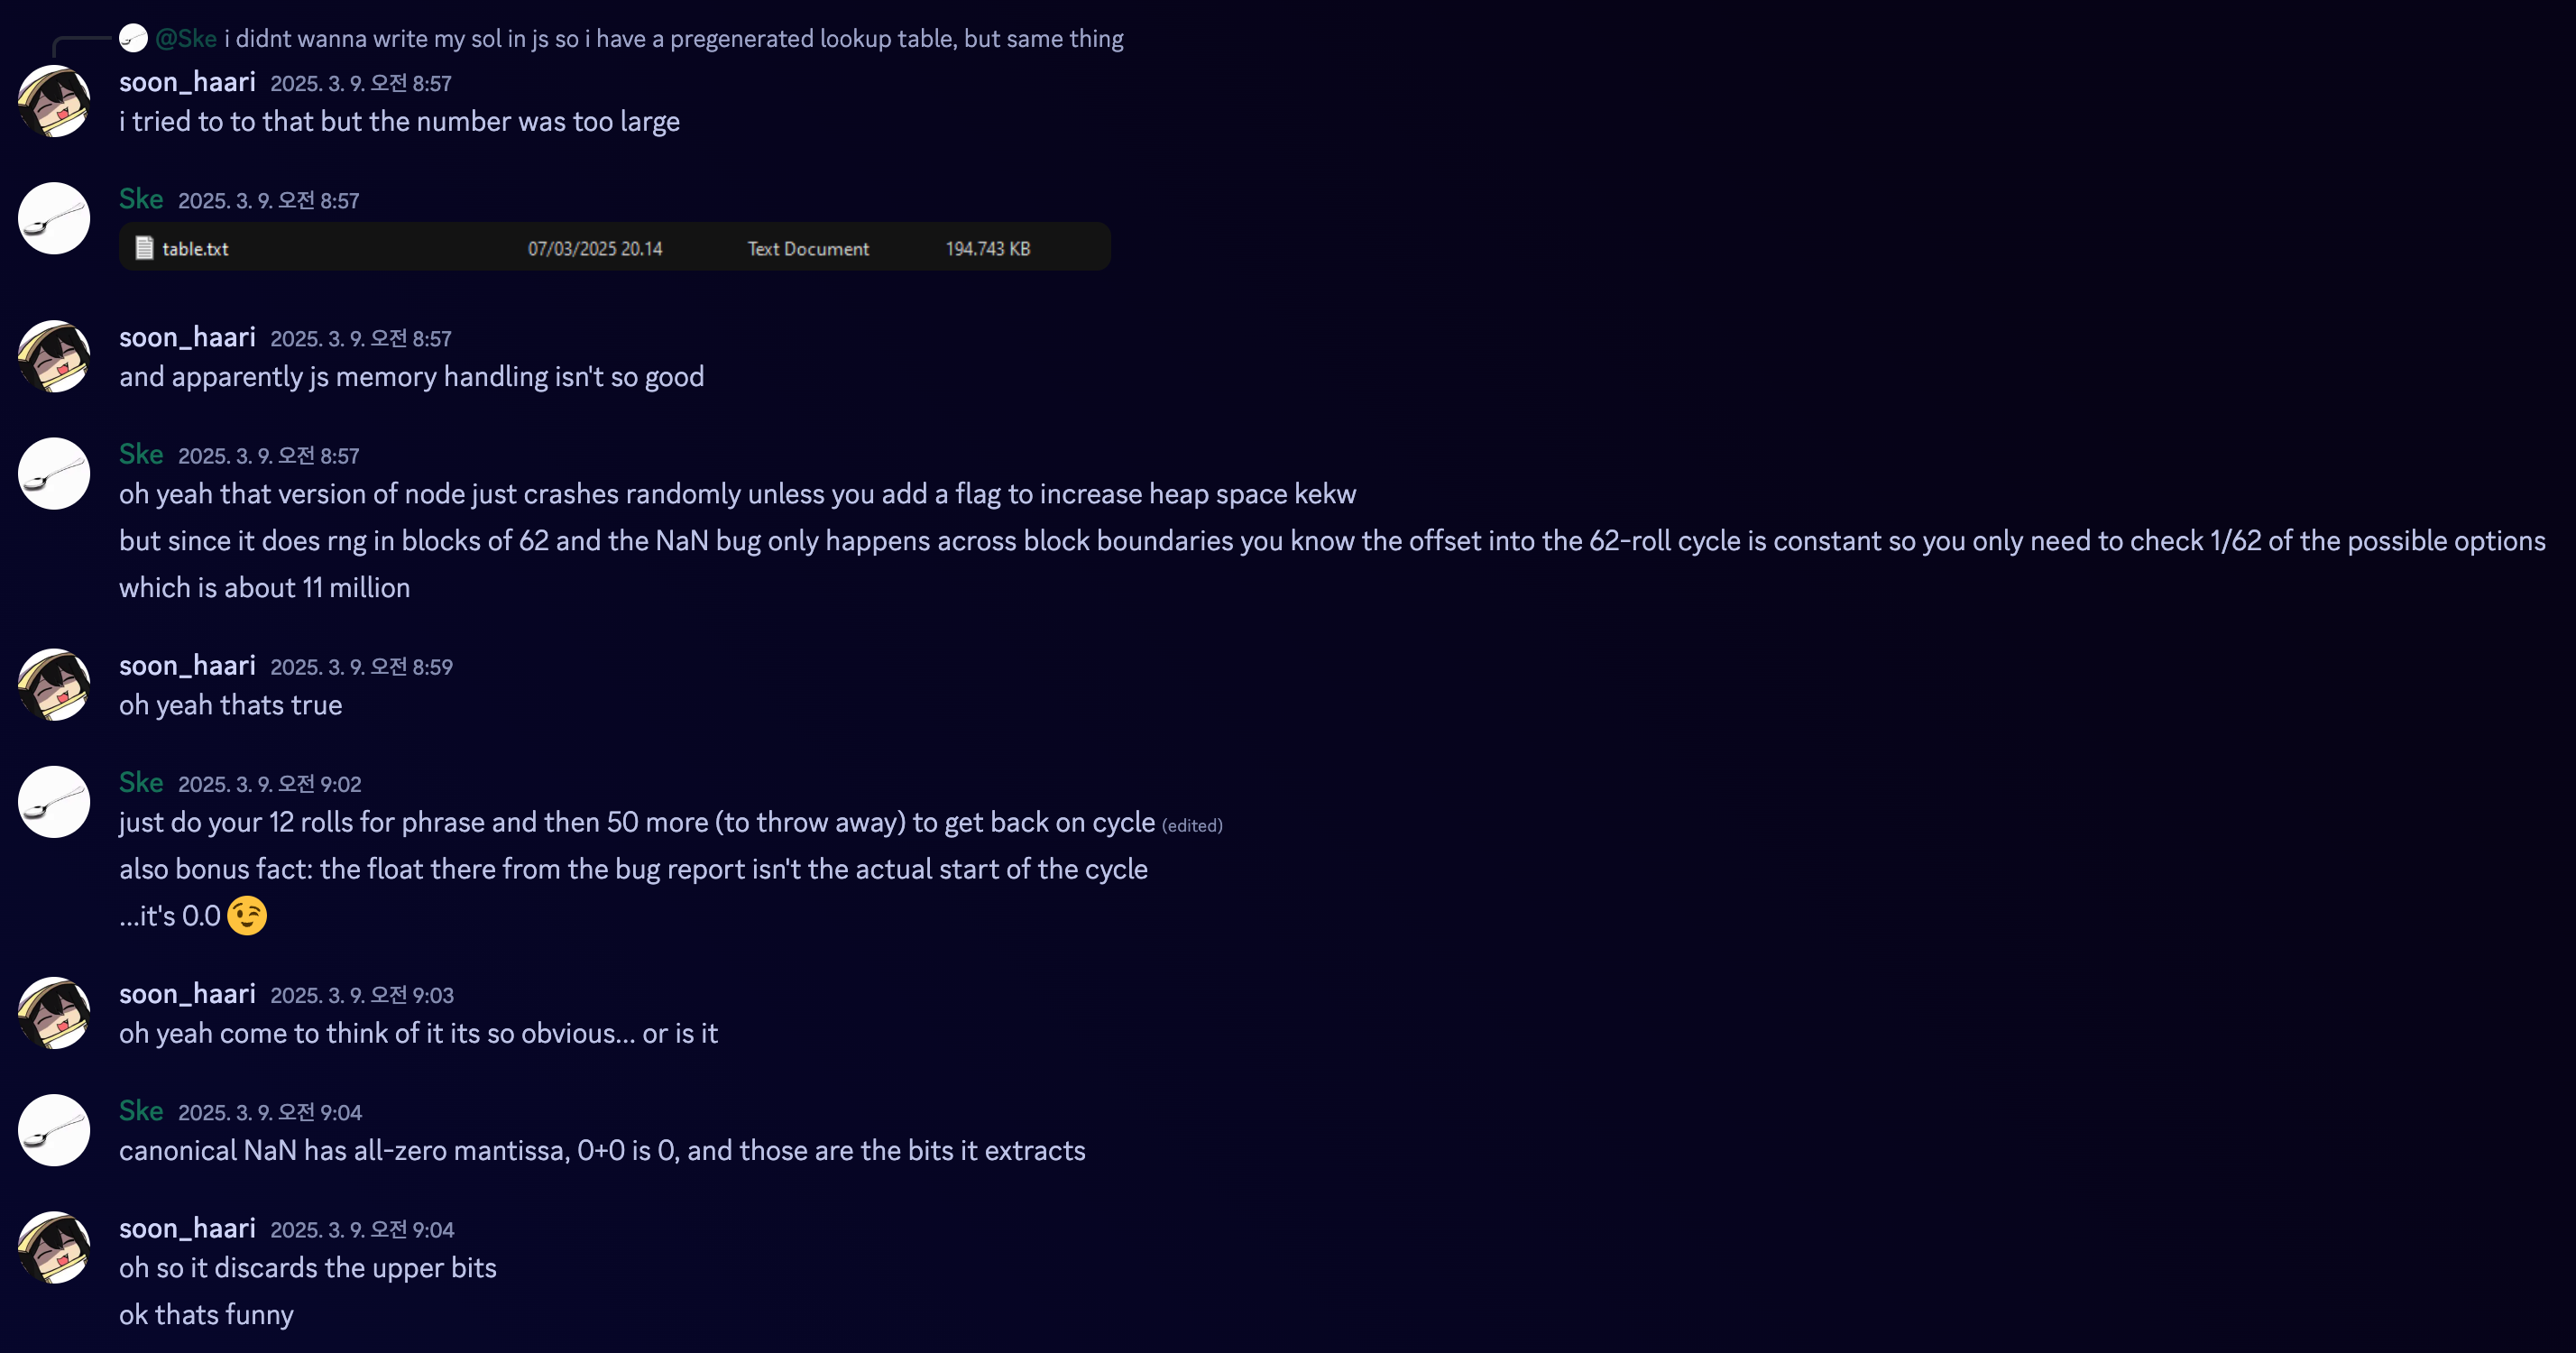 @Ske i didnt wanna write my sol in js so i have a pregenerated lookup table, but same thing
soon_haari 2025. 3. 9. 오전 8:57
i tried to to that but the number was too large
Ske 2025. 3. 9. 오전 8:57
table.txt 07/03/2025 20.14 Text Document 194.743 KB
soon_haari 2025. 3. 9. 오전 8:57
and apparently js memory handling isn't so good
Ske 2025. 3. 9. 오전 8:57
oh yeah that version of node just crashes randomly unless you add a flag to increase heap space kekw
but since it does rng in blocks of 62 and the NaN bug only happens across block boundaries you know the offset into the 62-roll cycle is constant so you only need to check 1/62 of the possible options
which is about 11 million
soon_haari 2025. 3. 9. 오전 8:59
oh yeah thats true
Ske 2025. 3. 9. 오전 9:02
just do your 12 rolls for phrase and then 50 more (to throw away) to get back on cycle (edited)
also bonus fact: the float there from the bug report isn't the actual start of the cycle
...it's 0.0 😉
soon_haari 2025. 3. 9. 오전 9:03
oh yeah come to think of it its so obvious... or is it
Ske 2025. 3. 9. 오전 9:04
canonical NaN has all-zero mantissa, 0+0 is 0, and those are the bits it extracts
soon_haari 2025. 3. 9. 오전 9:04
oh so it discards the upper bits
ok thats funny